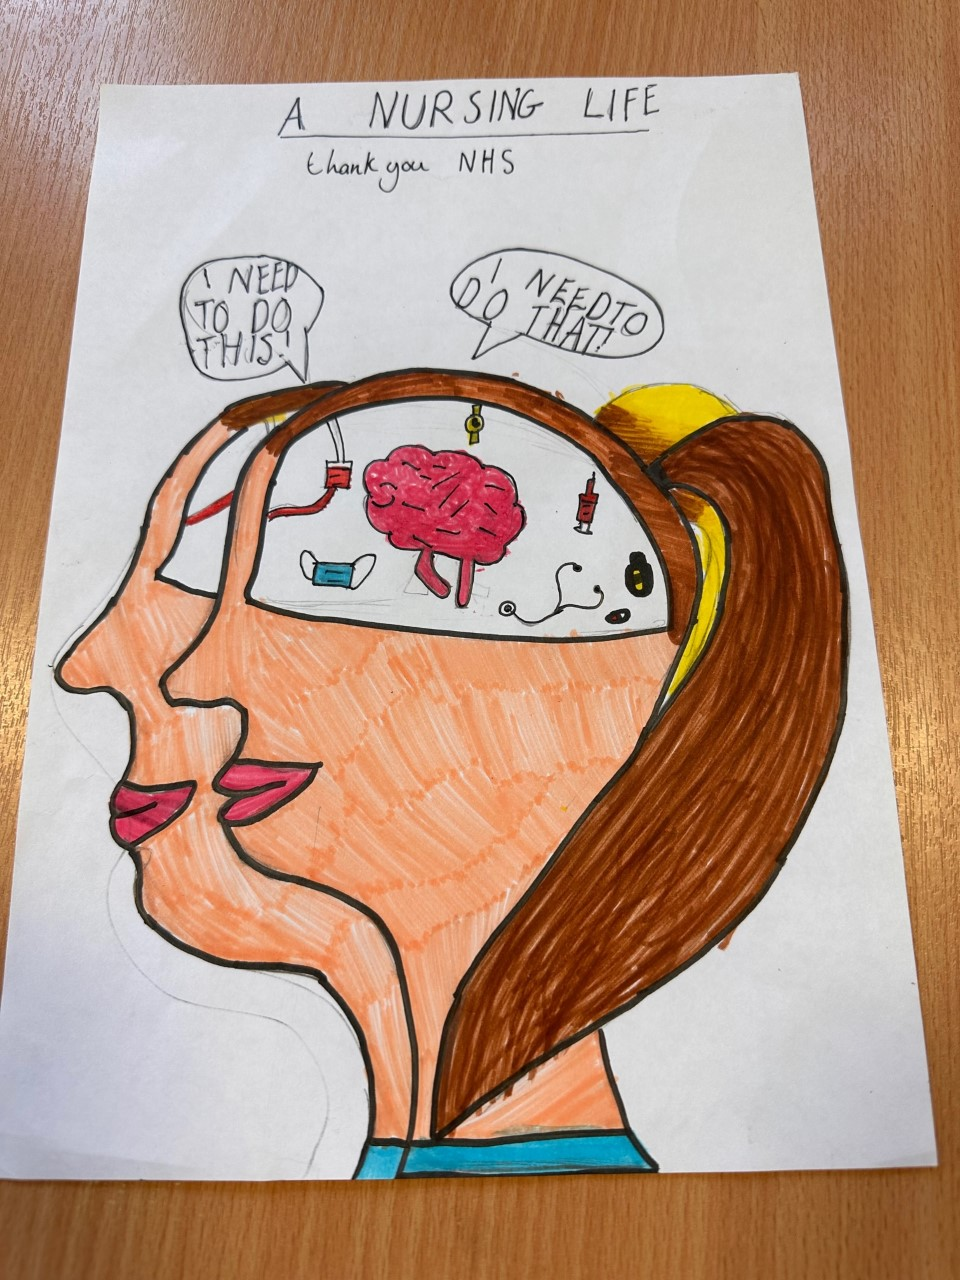 A NURSING LIFE
thank you NHS
I NEED
TO DO
THIS!
I NEED TO
DO THAT!